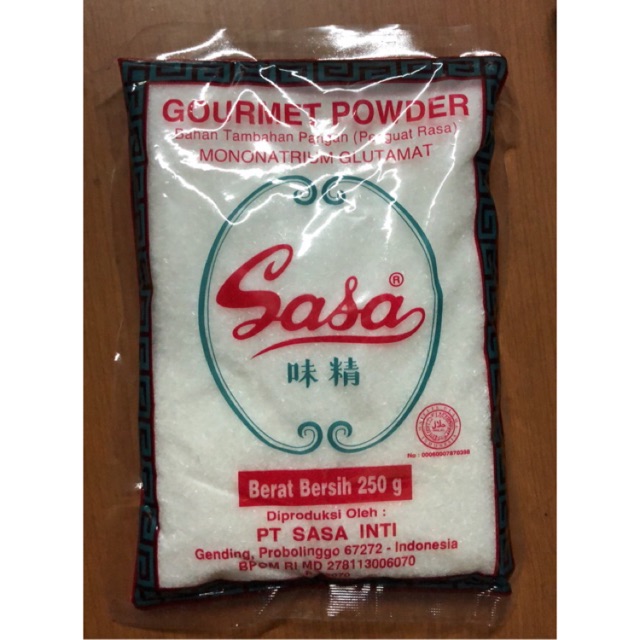 GOURMET POWDER
Bahan Tambahan Pangan (Penguat Rasa)
MONONATRIUM GLUTAMAT
Sasa ®
味精
Berat Bersih 250 g
Diproduksi Oleh :
PT SASA INTI
Gending, Probolinggo 67272 - Indonesia
BPOM RI MD 278113006070